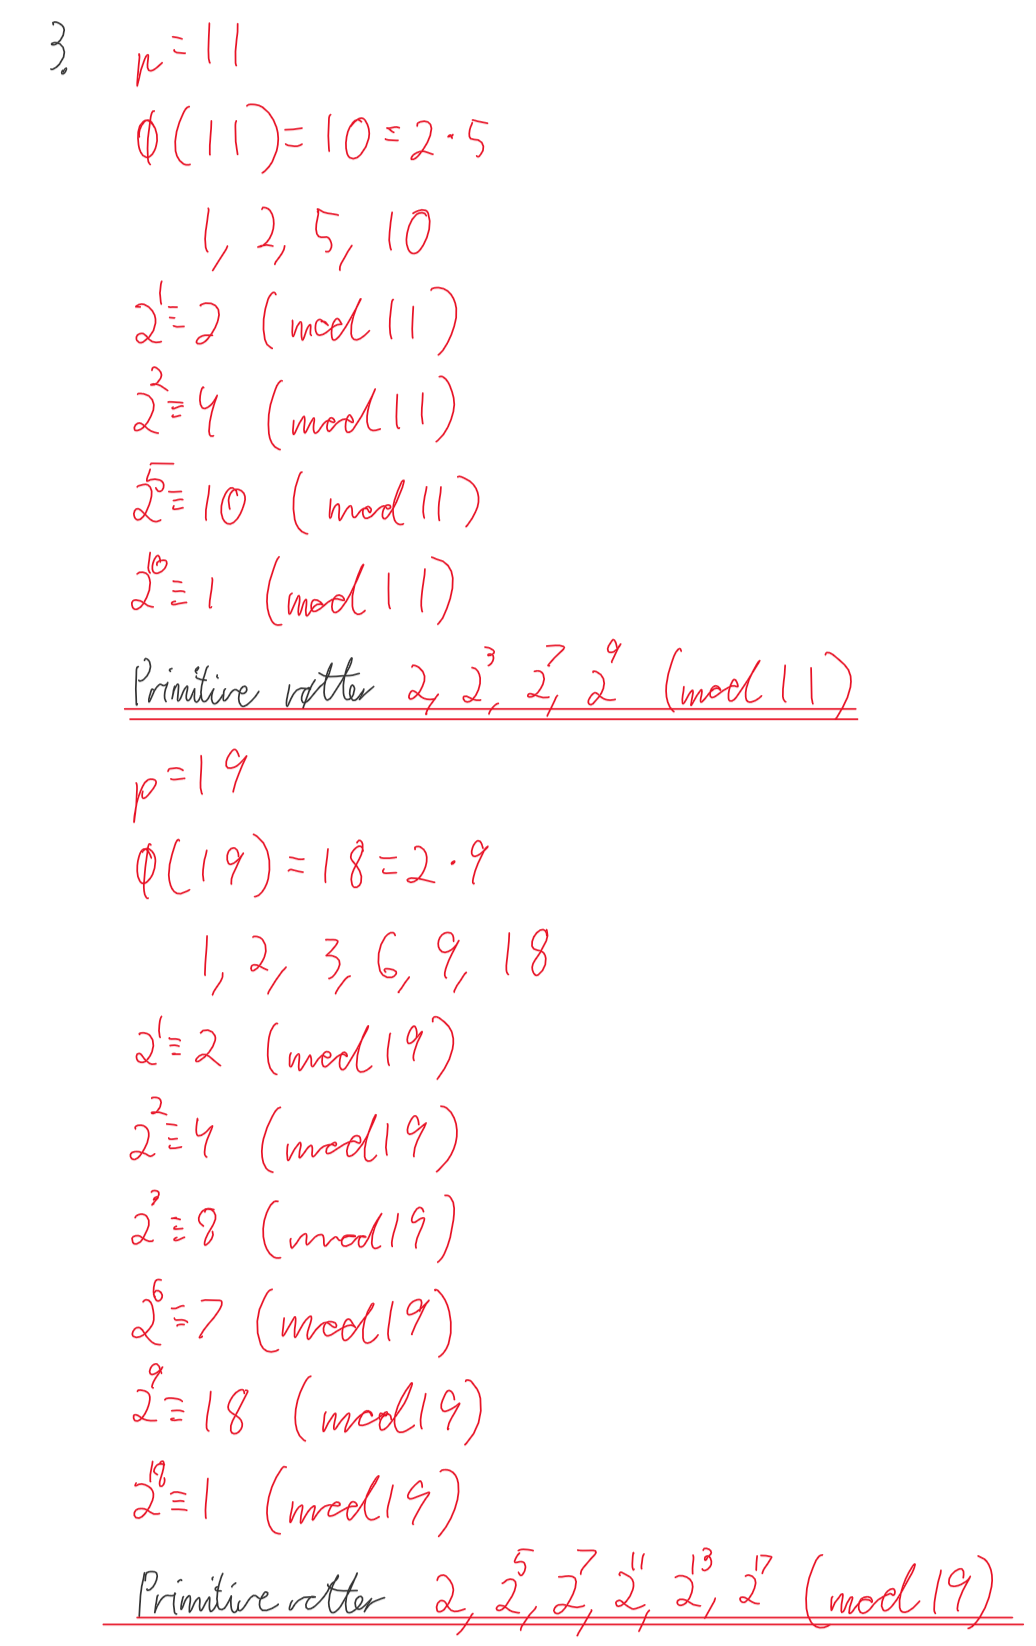 3. p=11
φ(11)=10=2·5
1, 2, 5, 10
2¹≡2 (mod 11)
2²≡4 (mod 11)
2⁵≡10 (mod 11)
2¹⁰≡1 (mod 11)
Primitive røtter 2, 2³, 2⁷, 2⁹ (mod 11)
p=19
φ(19)=18=2·9
1, 2, 3, 6, 9, 18
2¹≡2 (mod 19)
2²≡4 (mod 19)
2³≡8 (mod 19)
2⁶≡7 (mod 19)
2⁹≡18 (mod 19)
2¹⁸≡1 (mod 19)
Primitive røtter 2, 2⁵, 2⁷, 2¹¹, 2¹³, 2¹⁷ (mod 19)